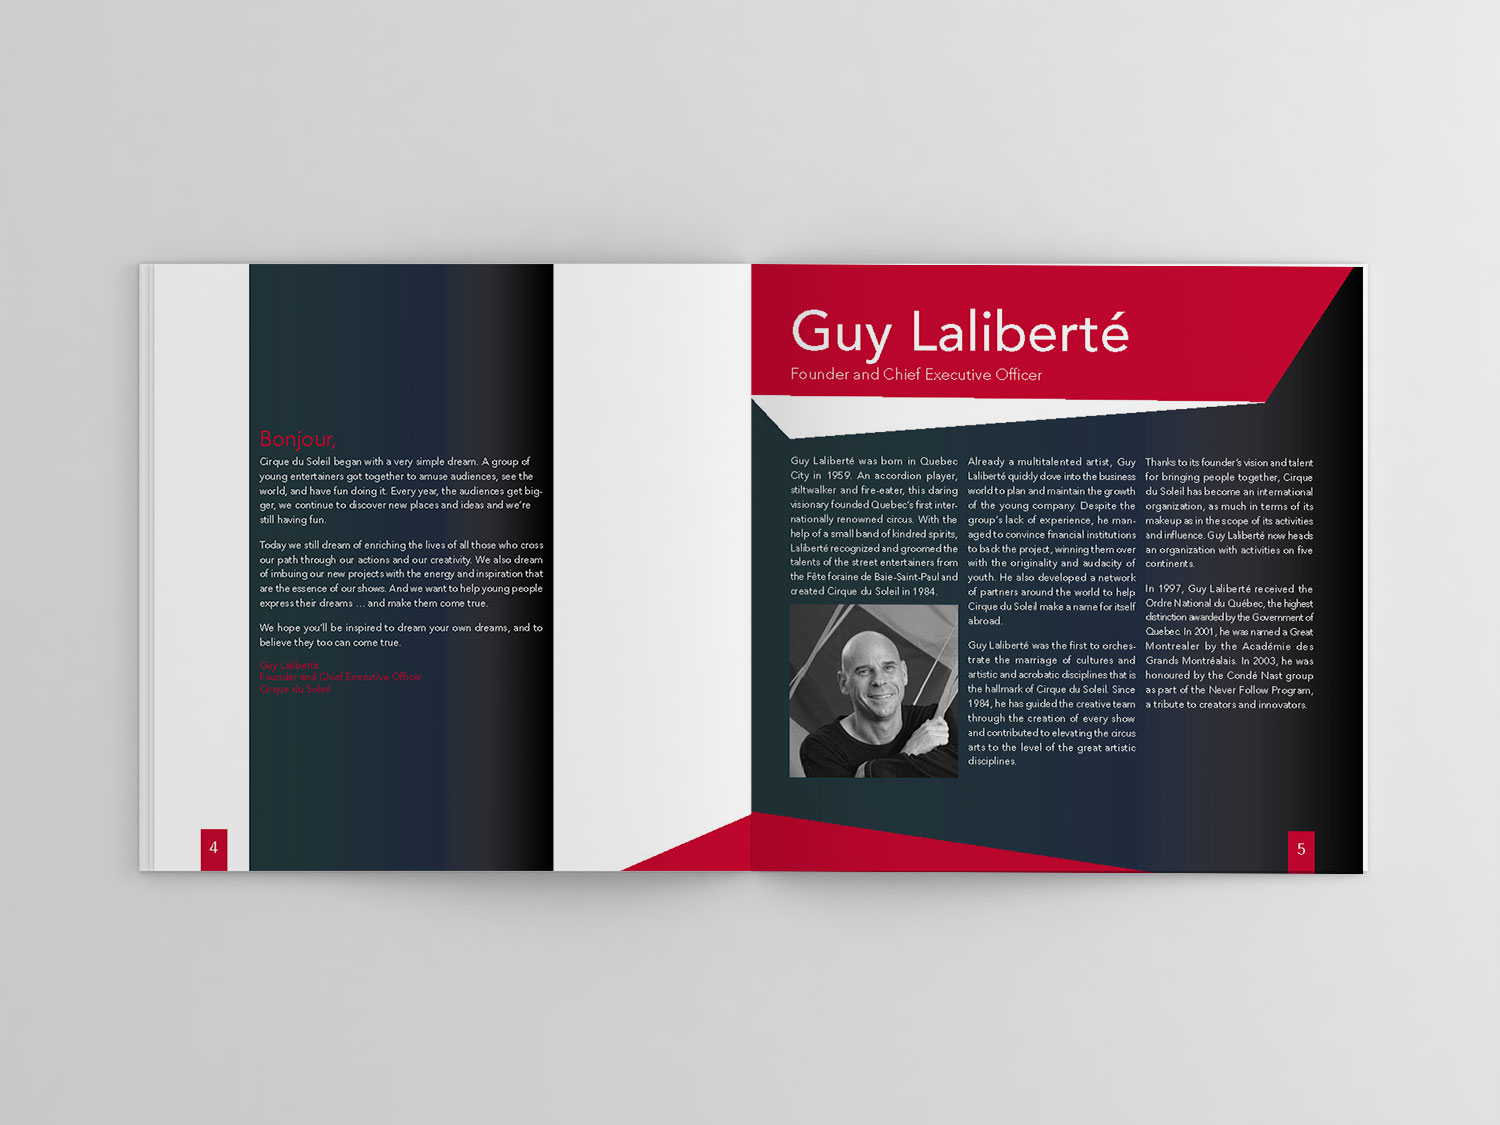 Bonjour,
Cirque du Soleil began with a very simple dream. A group of
young entertainers got together to amuse audiences, see the
world, and have fun doing it. Every year, the audiences get big-
ger, we continue to discover new places and ideas and we're
still having fun.
Today we still dream of enriching the lives of all those who cross
our path through our actions and our creativity. We also dream
of imbuing our new projects with the energy and inspiration that
are the essence of our shows. And we want to help young people
express their dreams ... and make them come true.
We hope you'll be inspired to dream your own dreams, and to
believe they too can come true.
Guy Laliberté
Founder and Chief Executive Officer
Cirque du Soleil
4
Guy Laliberté
Founder and Chief Executive Officer
Guy Laliberté was born in Quebec
City in 1959. An accordion player,
stiltwalker and fire-eater, this daring
visionary founded Quebec's first inter-
nationally renowned circus. With the
help of a small band of kindred spirits,
Laliberté recognized and groomed the
talents of the street entertainers from
the Fête foraine de Baie-Saint-Paul and
created Cirque du Soleil in 1984.
Already a multitalented artist, Guy
Laliberté quickly dove into the business
world to plan and maintain the growth
of the young company. Despite the
group's lack of experience, he man-
aged to convince financial institutions
to back the project, winning them over
with the originality and audacity of
youth. He also developed a network
of partners around the world to help
Cirque du Soleil make a name for itself
abroad.
Guy Laliberté was the first to orches-
trate the marriage of cultures and
artistic and acrobatic disciplines that is
the hallmark of Cirque du Soleil. Since
1984, he has guided the creative team
through the creation of every show
and contributed to elevating the circus
arts to the level of the great artistic
disciplines.
Thanks to its founder's vision and talent
for bringing people together, Cirque
du Soleil has become an international
organization, as much in terms of its
makeup as in the scope of its activities
and influence. Guy Laliberté now heads
an organization with activities on five
continents.
In 1997, Guy Laliberté received the
Ordre National du Québec, the highest
distinction awarded by the Government of
Quebec. In 2001, he was named a Great
Montrealer by the Académie des
Grands Montréalais. In 2003, he was
honoured by the Condé Nast group
as part of the Never Follow Program,
a tribute to creators and innovators.
5